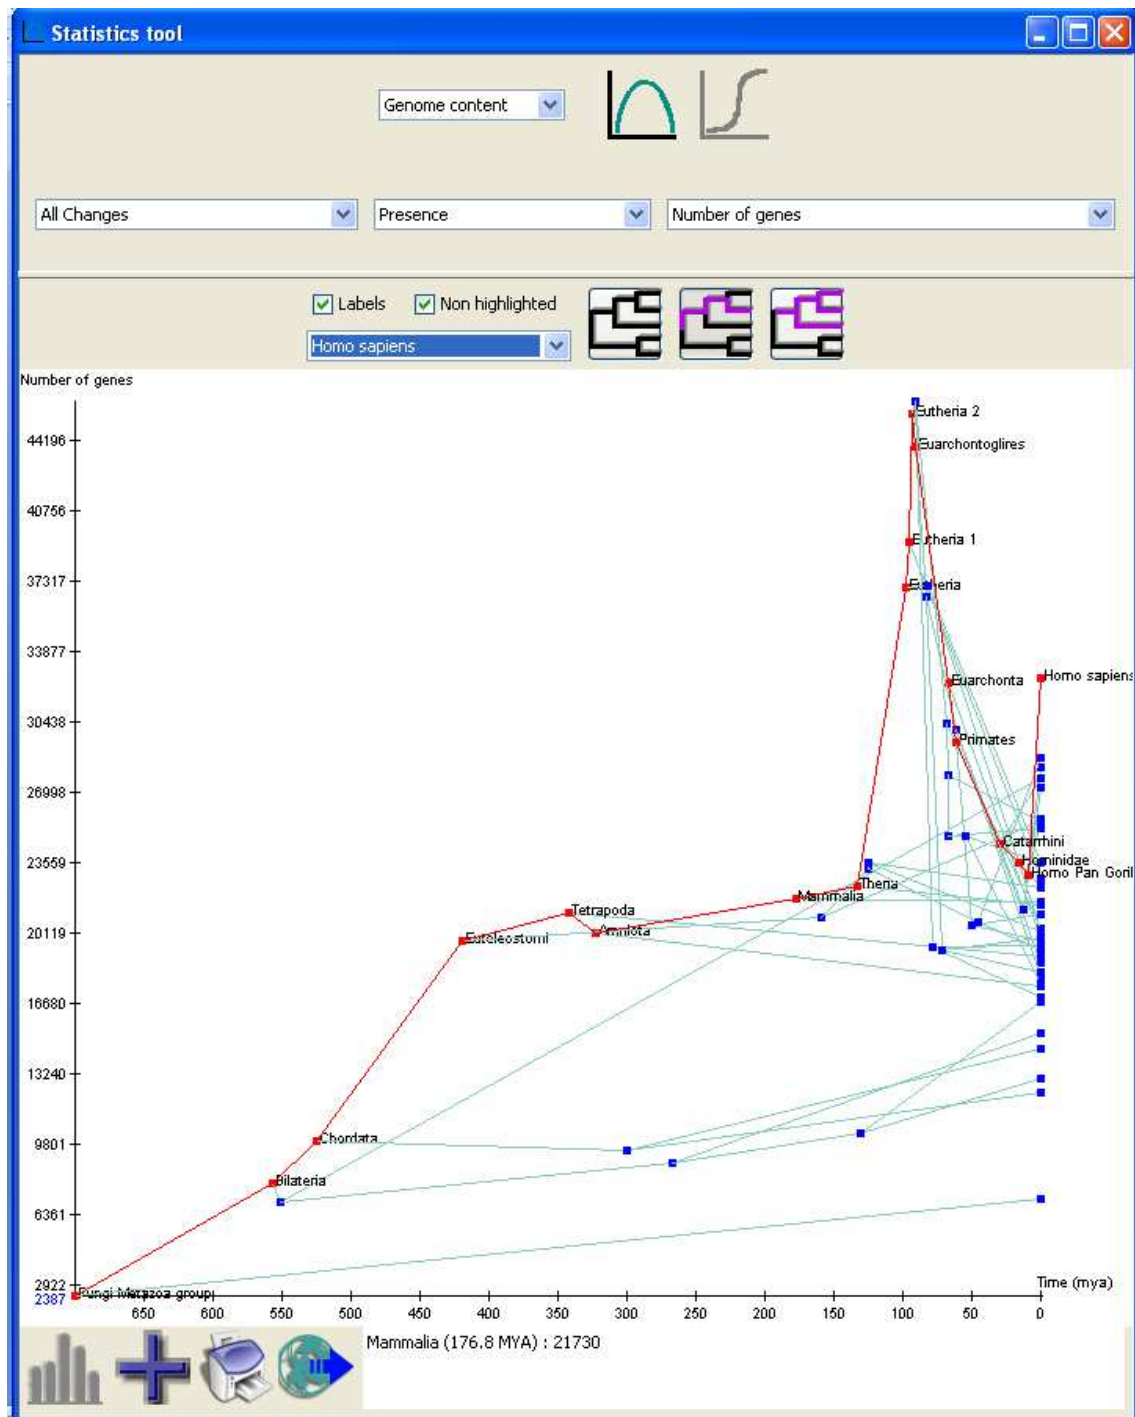 Statistics tool
Genome content
All Changes
Presence
Number of genes
Labels
Non highlighted
Homo sapiens
Number of genes
44196
40756
37317
33877
30438
26998
23559
20119
16680
13240
9801
6361
2922
2387
Eutheria 2
Euarchontoglires
Eutheria 1
Eutheria
Euarchonta
Homo sapiens
Primates
Catarrhini
Hominidae
Homo Pan Goril
Theria
Mammalia
Tetrapoda
Amniota
Euteleostomi
Chordata
Bilateria
Fungi Metazoa group
Time (mya)
650 600 550 500 450 400 350 300 250 200 150 100 50 0
Mammalia (176.8 MYA) : 21730